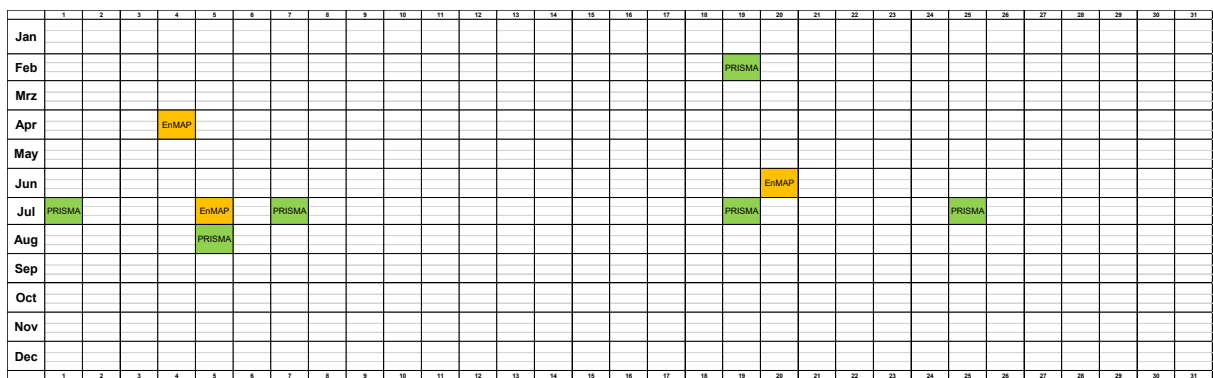 1 2 3 4 5 6 7 8 9 10 11 12 13 14 15 16 17 18 19 20 21 22 23 24 25 26 27 28 29 30 31
Jan
Feb PRISMA
Mrz
Apr EnMAP
May
Jun EnMAP
Jul PRISMA EnMAP PRISMA PRISMA PRISMA
Aug PRISMA
Sep
Oct
Nov
Dec
1 2 3 4 5 6 7 8 9 10 11 12 13 14 15 16 17 18 19 20 21 22 23 24 25 26 27 28 29 30 31